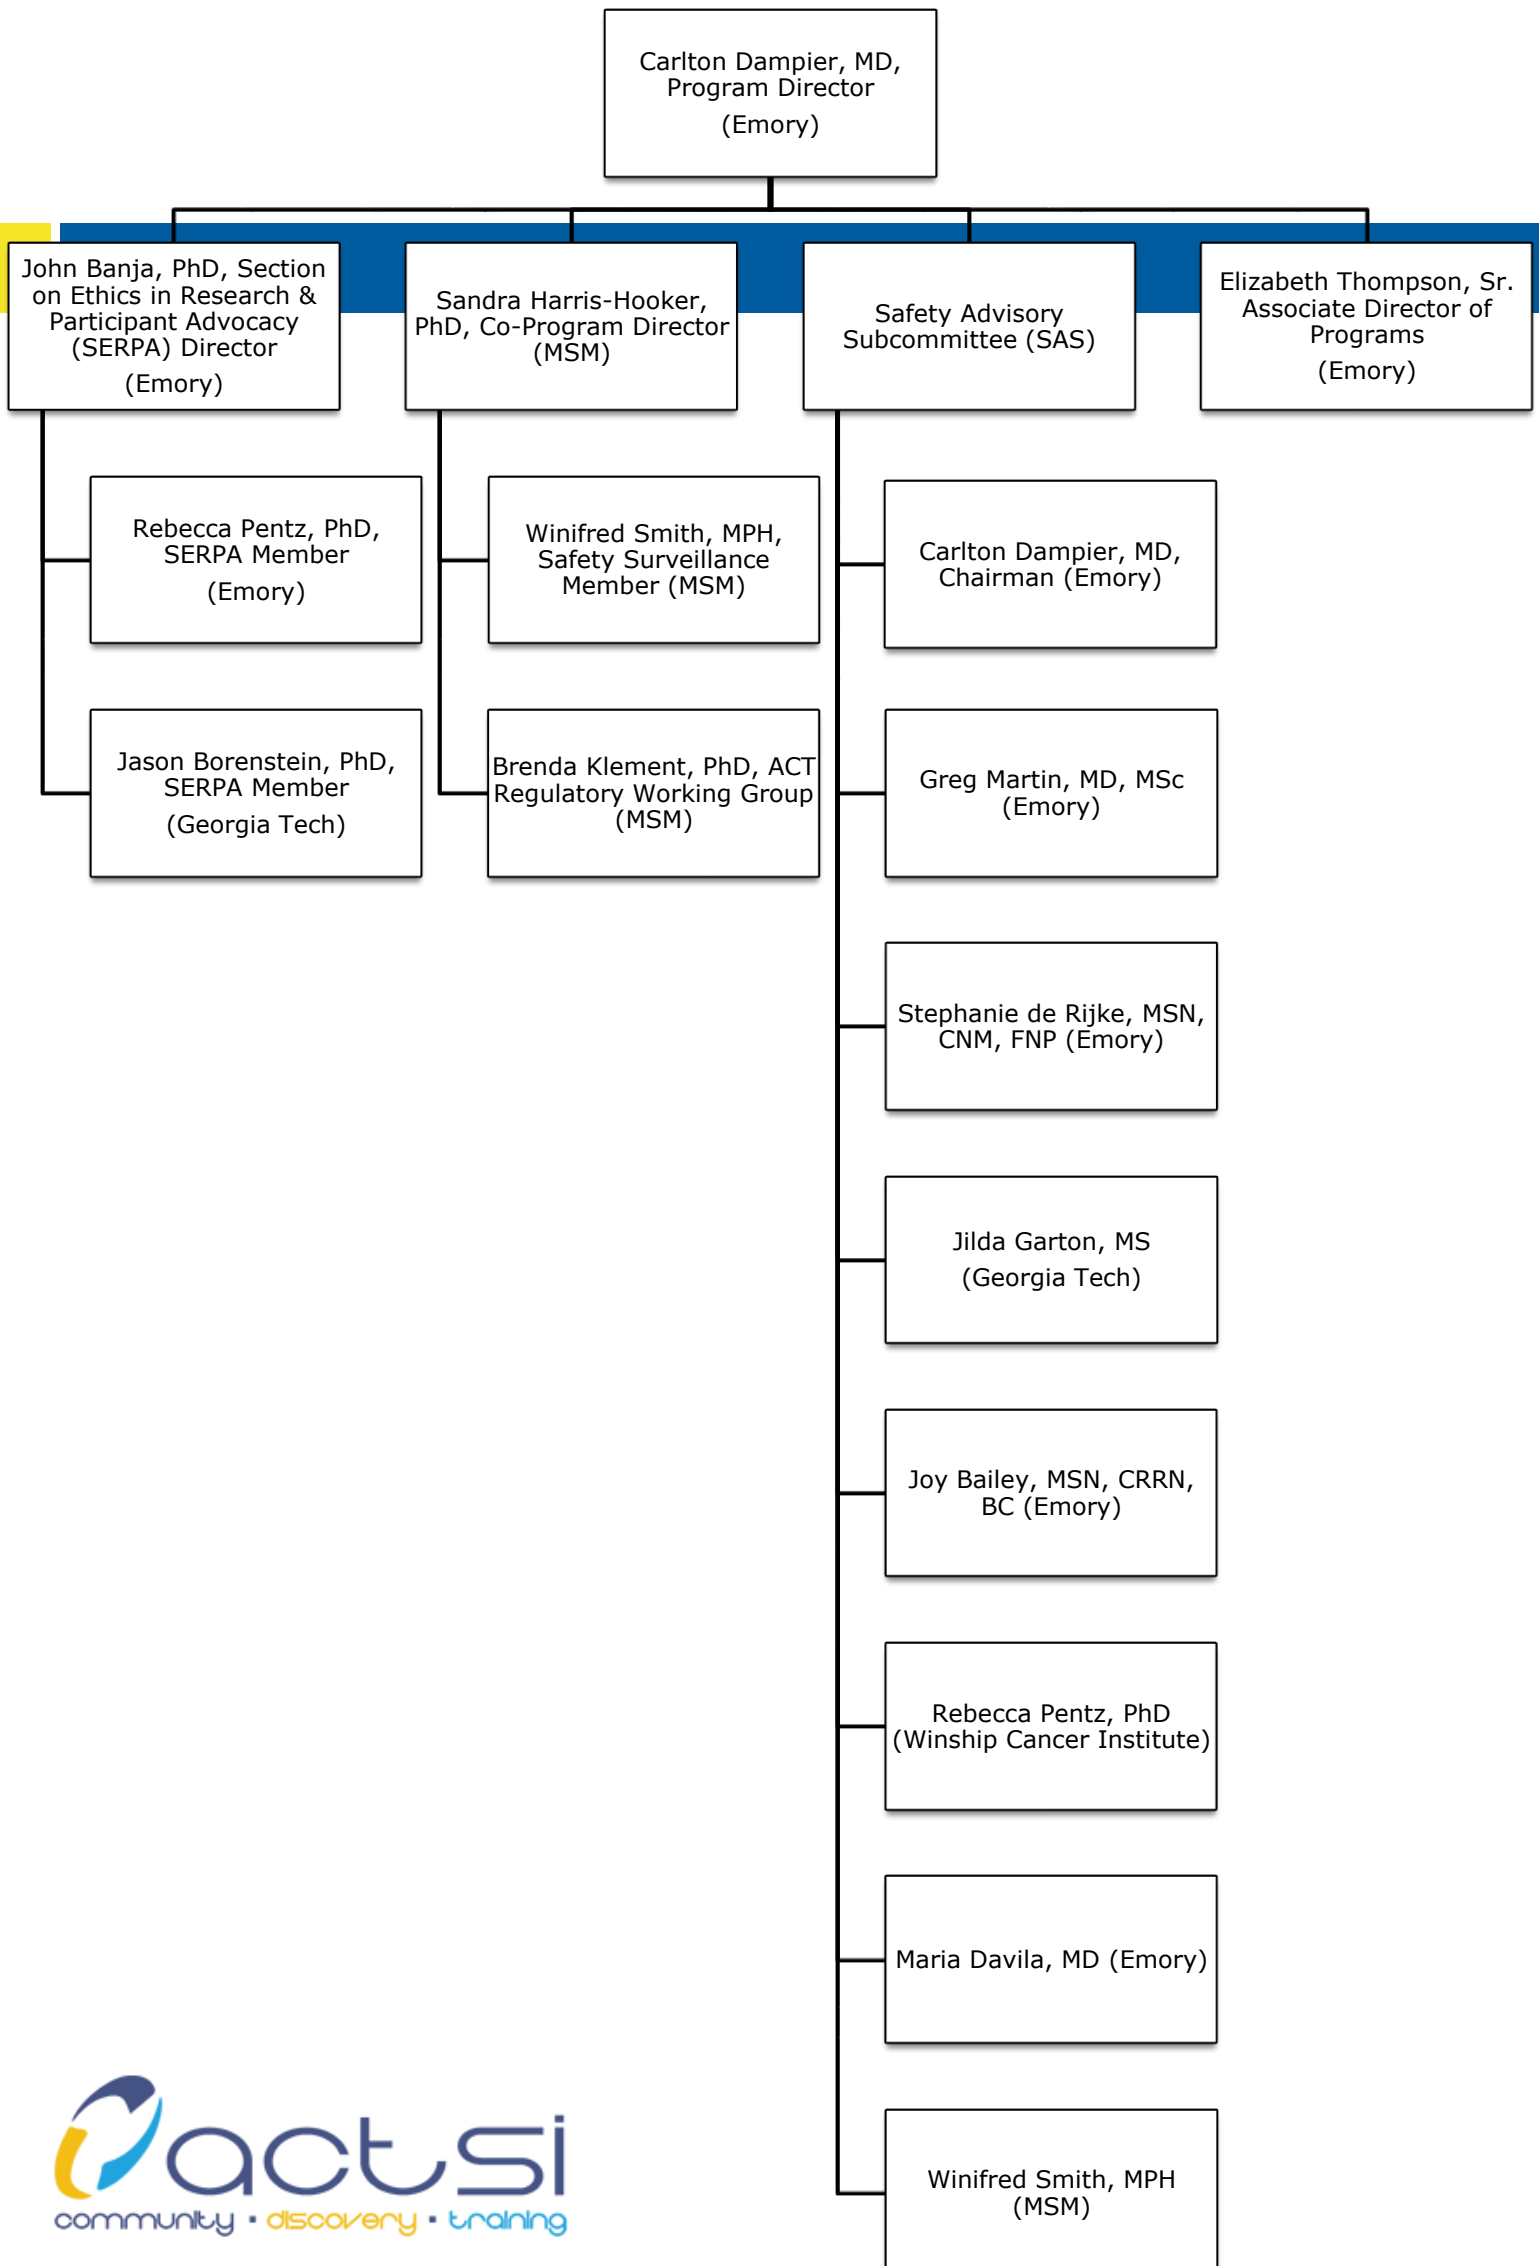 Carlton Dampier, MD,
Program Director
(Emory)
John Banja, PhD, Section
on Ethics in Research &
Participant Advocacy
(SERPA) Director
(Emory)
Sandra Harris-Hooker,
PhD, Co-Program Director
(MSM)
Safety Advisory
Subcommittee (SAS)
Elizabeth Thompson, Sr.
Associate Director of
Programs
(Emory)
Rebecca Pentz, PhD,
SERPA Member
(Emory)
Jason Borenstein, PhD,
SERPA Member
(Georgia Tech)
Winifred Smith, MPH,
Safety Surveillance
Member (MSM)
Brenda Klement, PhD, ACT
Regulatory Working Group
(MSM)
Carlton Dampier, MD,
Chairman (Emory)
Greg Martin, MD, MSc
(Emory)
Stephanie de Rijke, MSN,
CNM, FNP (Emory)
Jilda Garton, MS
(Georgia Tech)
Joy Bailey, MSN, CRRN,
BC (Emory)
Rebecca Pentz, PhD
(Winship Cancer Institute)
Maria Davila, MD (Emory)
Winifred Smith, MPH
(MSM)
actsi
community ▪ discovery ▪ training